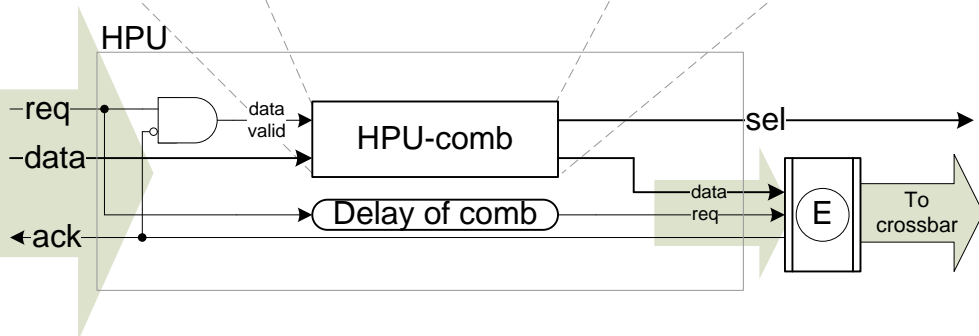 HPU
req
data
valid
HPU-comb
sel
data
Delay of comb
data
req
E
To
crossbar
ack